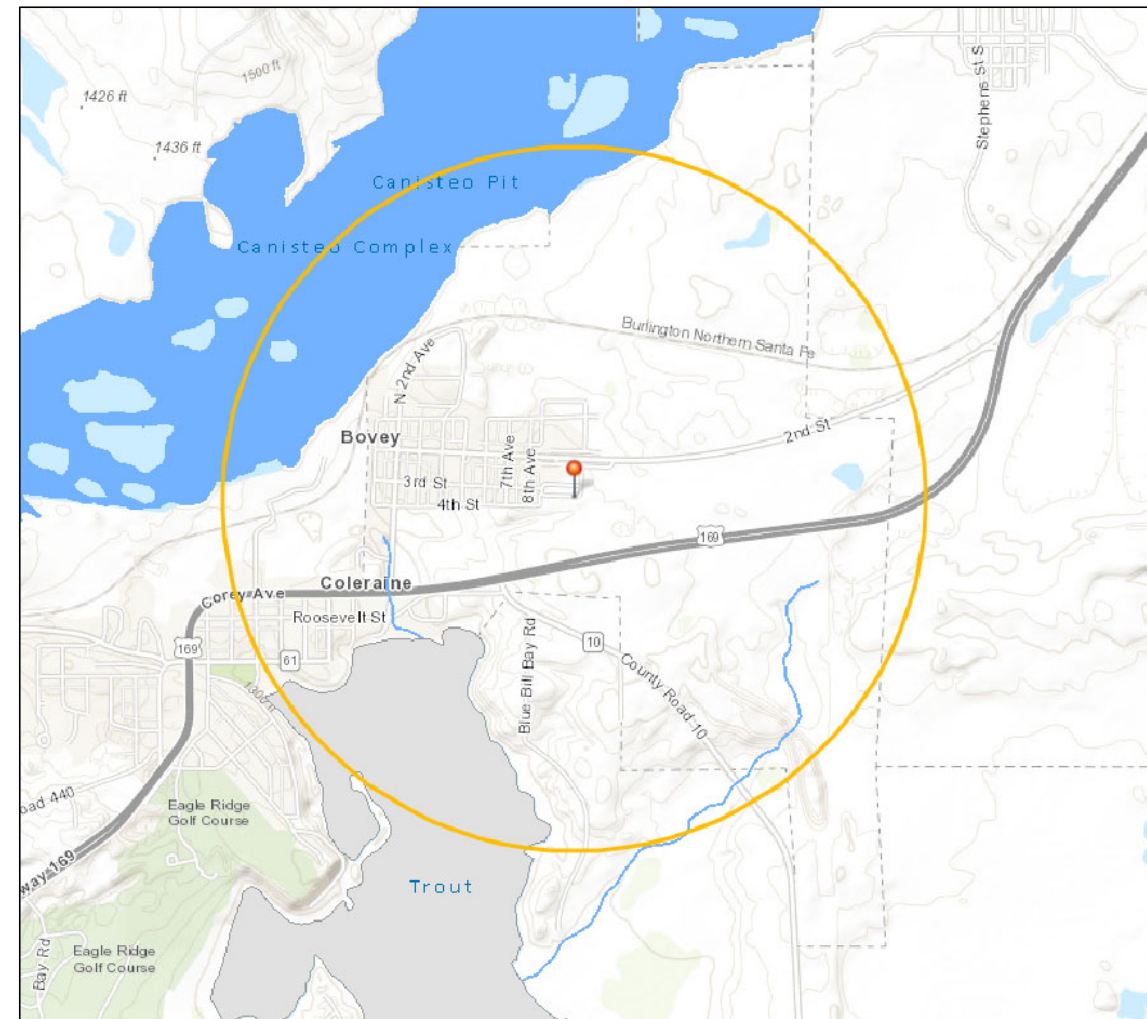 1500 ft
1426 ft
1436 ft
Stephens St S
Canisteo Pit
Canisteo Complex
Burlington Northern Santa Fe
N 2nd Ave
Bovey
2nd St
7th Ave
8th Ave
3rd St
4th St
169
Coleraine
Corey Ave
Roosevelt St
169
61
10
Blue Bill Bay Rd
County Road 10
1300 ft
oad 440
Eagle Ridge
Golf Course
way 169
Trout
Bay Rd
Eagle Ridge
Golf Course